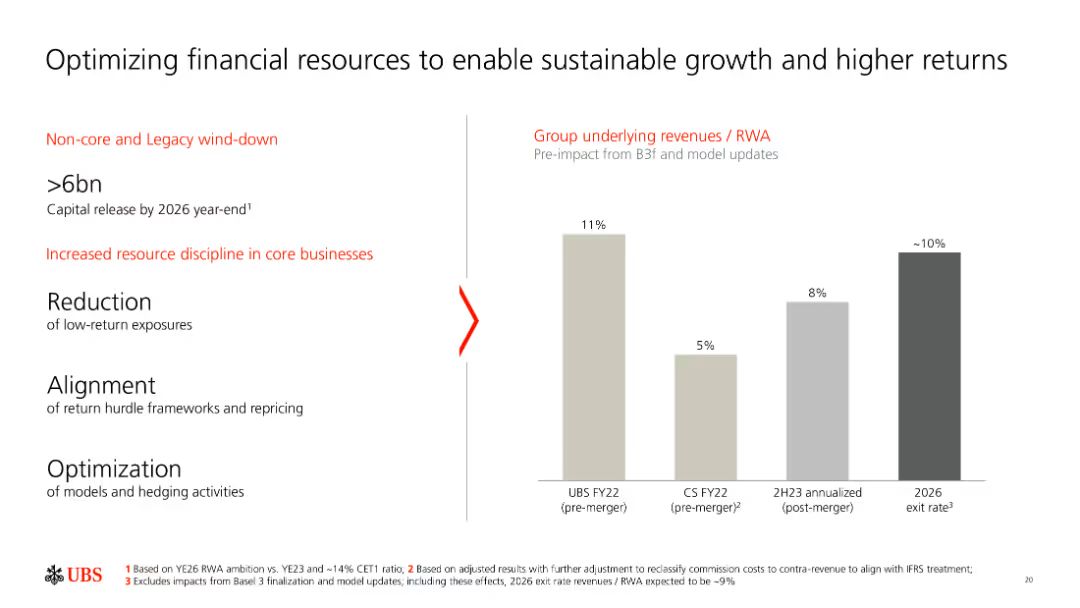 Optimizing financial resources to enable sustainable growth and higher returns
Non-core and Legacy wind-down
>6bn
Capital release by 2026 year-end¹
Increased resource discipline in core businesses
Reduction
of low-return exposures
Alignment
of return hurdle frameworks and repricing
Optimization
of models and hedging activities
Group underlying revenues / RWA
Pre-impact from B3f and model updates
11%
5%
8%
~10%
UBS FY22
(pre-merger)
CS FY22
(pre-merger)²
2H23 annualized
(post-merger)
2026
exit rate³
UBS
1 Based on YE26 RWA ambition vs. YE23 and ~14% CET1 ratio; 2 Based on adjusted results with further adjustment to reclassify commission costs to contra-revenue to align with IFRS treatment;
3 Excludes impacts from Basel 3 finalization and model updates; including these effects, 2026 exit rate revenues / RWA expected to be ~9%
20